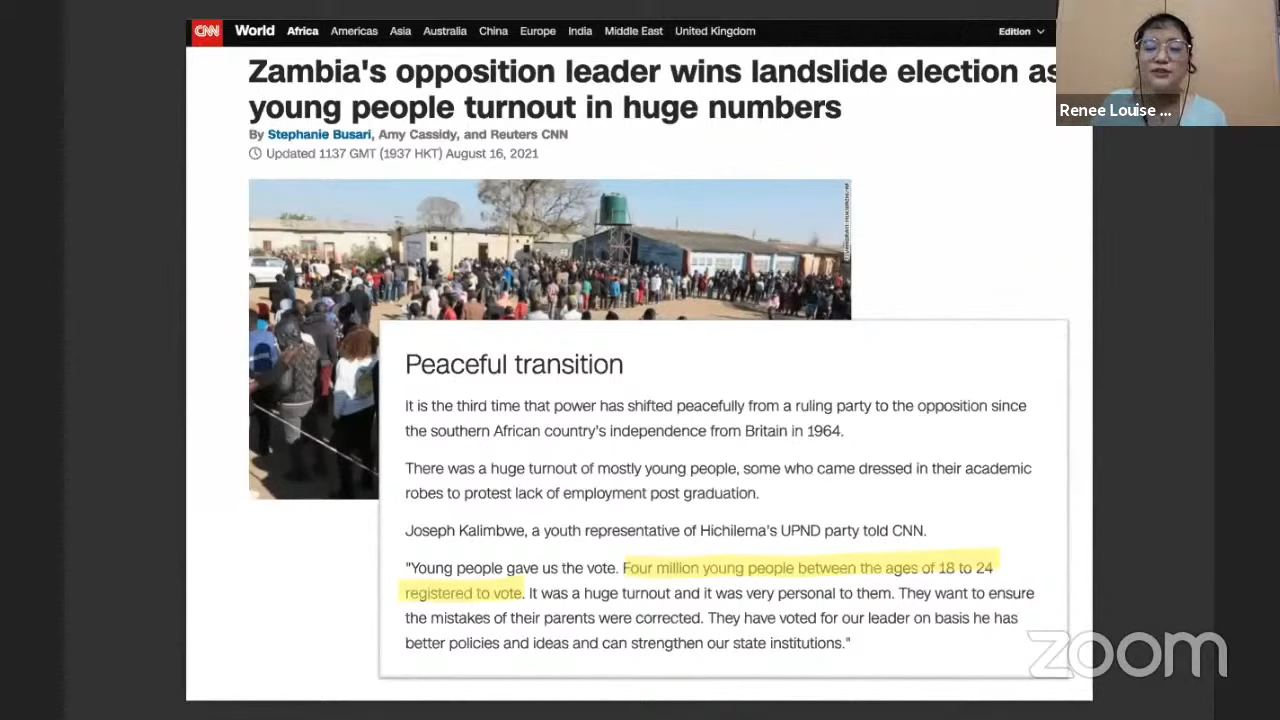 CNN World Africa Americas Asia Australia China Europe India Middle East United Kingdom Edition
Zambia's opposition leader wins landslide election as
young people turnout in huge numbers
By Stephanie Busari, Amy Cassidy, and Reuters CNN
Updated 1137 GMT (1937 HKT) August 16, 2021
Renee Louise ...
Peaceful transition
It is the third time that power has shifted peacefully from a ruling party to the opposition since
the southern African country's independence from Britain in 1964.
There was a huge turnout of mostly young people, some who came dressed in their academic
robes to protest lack of employment post graduation.
Joseph Kalimbwe, a youth representative of Hichilema's UPND party told CNN.
"Young people gave us the vote. Four million young people between the ages of 18 to 24
registered to vote. It was a huge turnout and it was very personal to them. They want to ensure
the mistakes of their parents were corrected. They have voted for our leader on basis he has
better policies and ideas and can strengthen our state institutions."
zoom